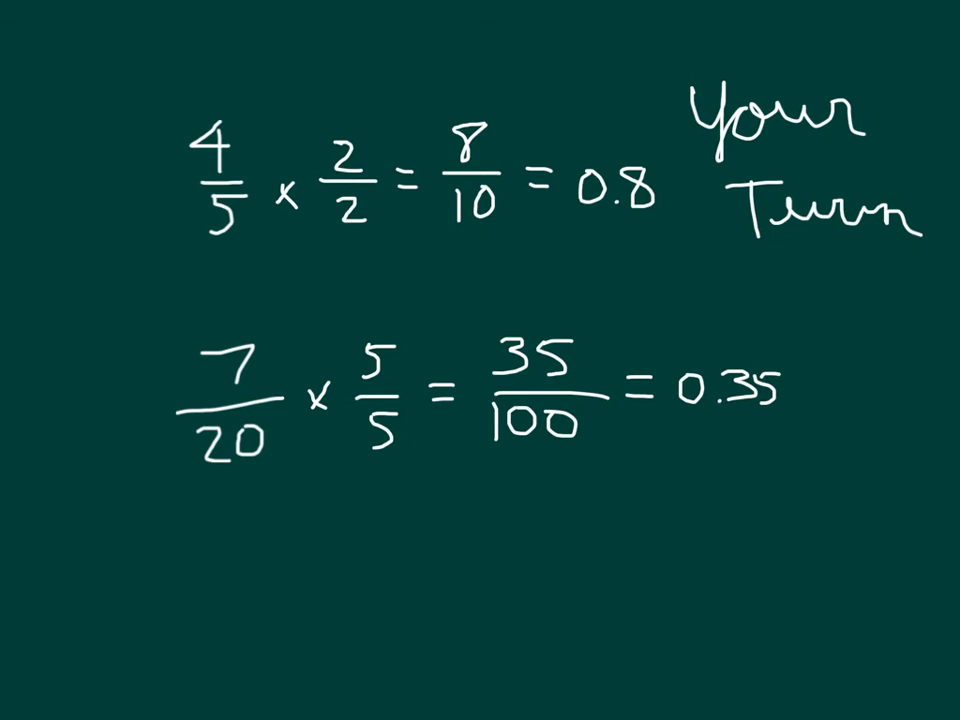 4/5 × 2/2 = 8/10 = 0.8
Your
Turn
7/20 × 5/5 = 35/100 = 0.35